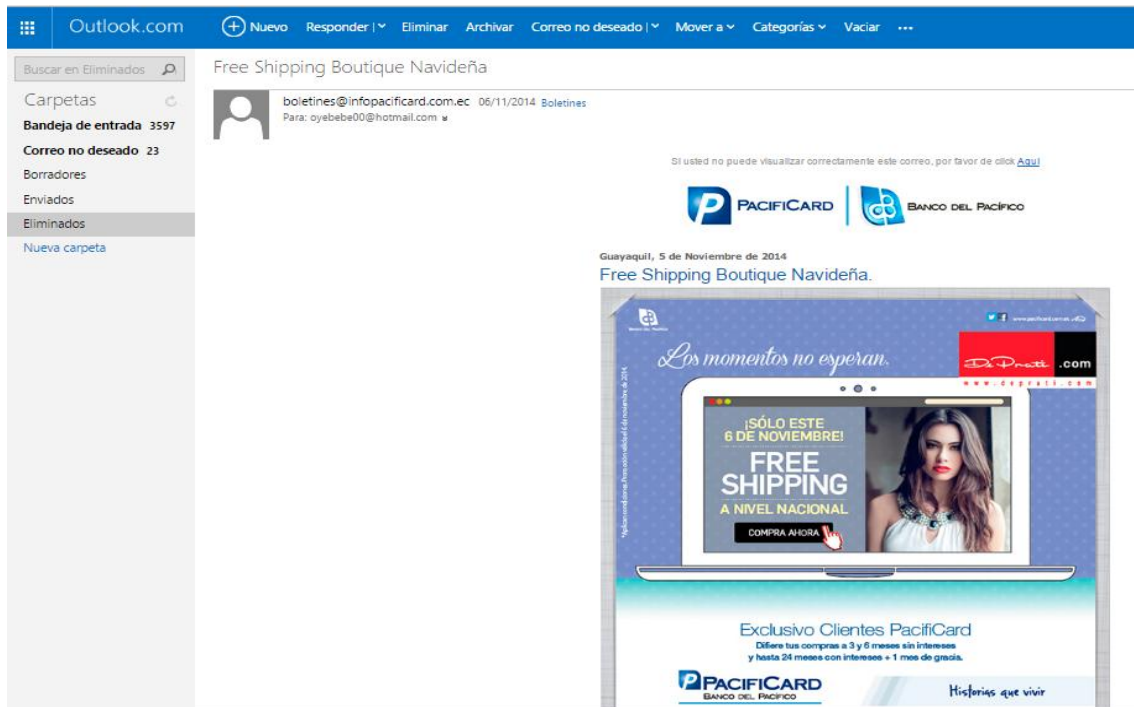 Outlook.com
Nuevo Responder Eliminar Archivar Correo no deseado Mover a Categorías Vaciar ...
Buscar en Eliminados
Carpetas
Bandeja de entrada 3597
Correo no deseado 23
Borradores
Enviados
Eliminados
Nueva carpeta
Free Shipping Boutique Navideña
boletines@infopacificard.com.ec 06/11/2014 Boletines
Para: oyebebe00@hotmail.com
Si usted no puede visualizar correctamente este correo, por favor de click Aquí
PACIFICARD BANCO DEL PACÍFICO
Guayaquil, 5 de Noviembre de 2014
Free Shipping Boutique Navideña.
Los momentos no esperan.
De Prati .com
www.deprati.com
¡SÓLO ESTE
6 DE NOVIEMBRE!
FREE
SHIPPING
A NIVEL NACIONAL
COMPRA AHORA
Exclusivo Clientes PacifiCard
Difiere tus compras a 3 y 6 meses sin intereses
y hasta 24 meses con intereses + 1 mes de gracia.
PACIFICARD
BANCO DEL PACÍFICO
Historias que vivir